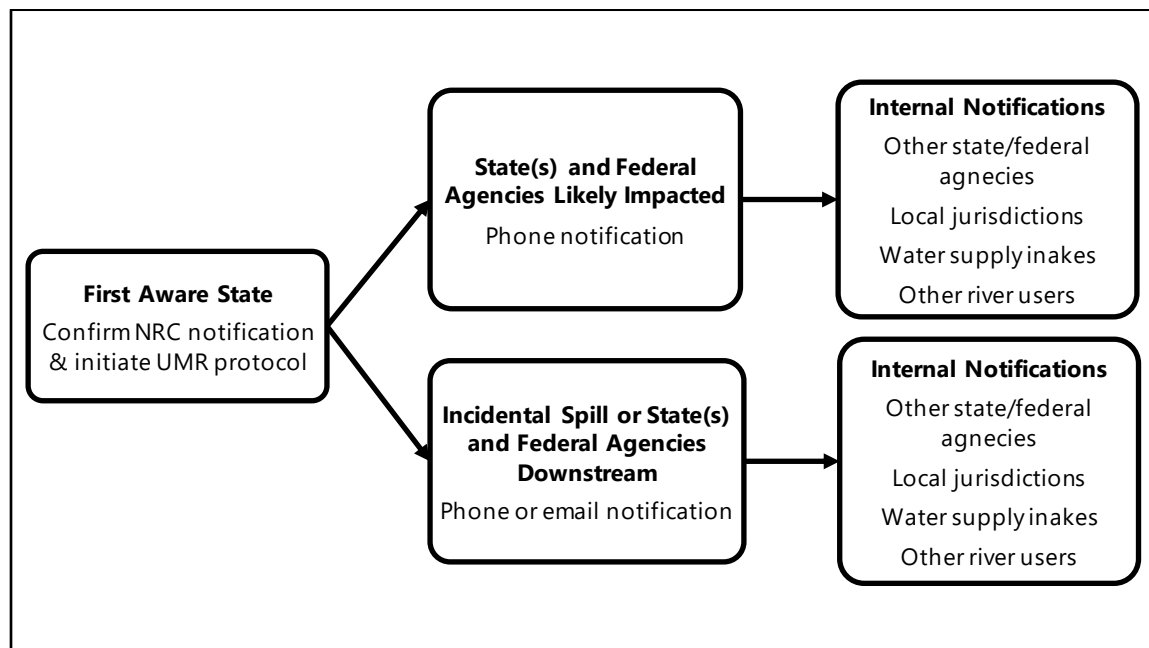 First Aware State
Confirm NRC notification
& initiate UMR protocol
State(s) and Federal
Agencies Likely Impacted
Phone notification
Incidental Spill or State(s)
and Federal Agencies
Downstream
Phone or email notification
Internal Notifications
Other state/federal
agnecies
Local jurisdictions
Water supply inakes
Other river users
Internal Notifications
Other state/federal
agnecies
Local jurisdictions
Water supply inakes
Other river users